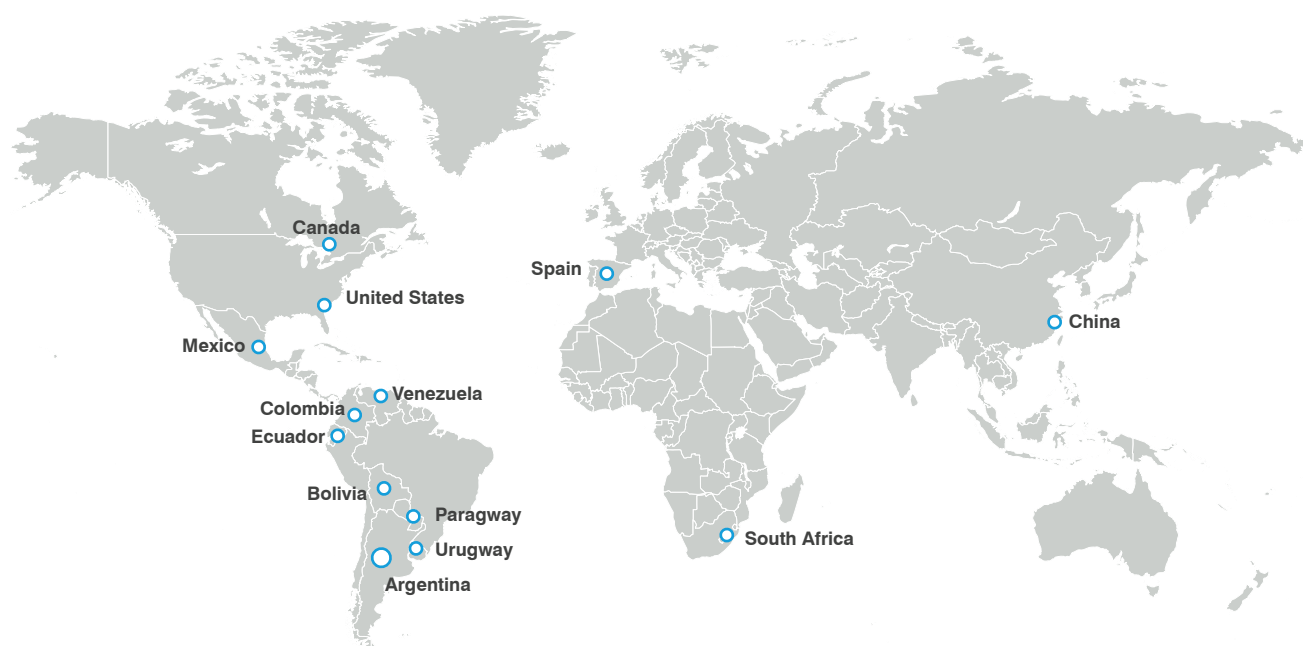 Canada
Spain
United States
China
Mexico
Venezuela
Colombia
Ecuador
Bolivia
Paragway
South Africa
Urugway
Argentina